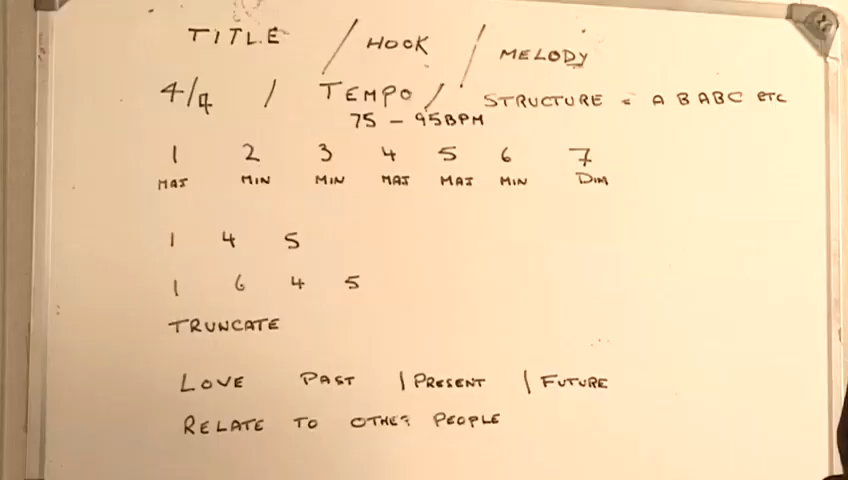 TITLE / HOOK / MELODY
4/4 / TEMPO / STRUCTURE = A B ABC ETC
75 - 95BPM
1 2 3 4 5 6 7
MAJ MIN MIN MAJ MAJ MIN DIM
1 4 5
1 6 4 5
TRUNCATE
LOVE PAST | PRESENT | FUTURE
RELATE TO OTHER PEOPLE